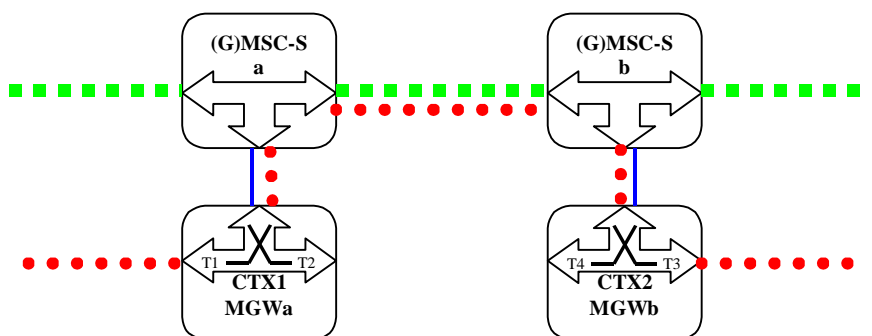 (G)MSC-S
a
(G)MSC-S
b
T1
T2
CTX1
MGWa
T4
T3
CTX2
MGWb